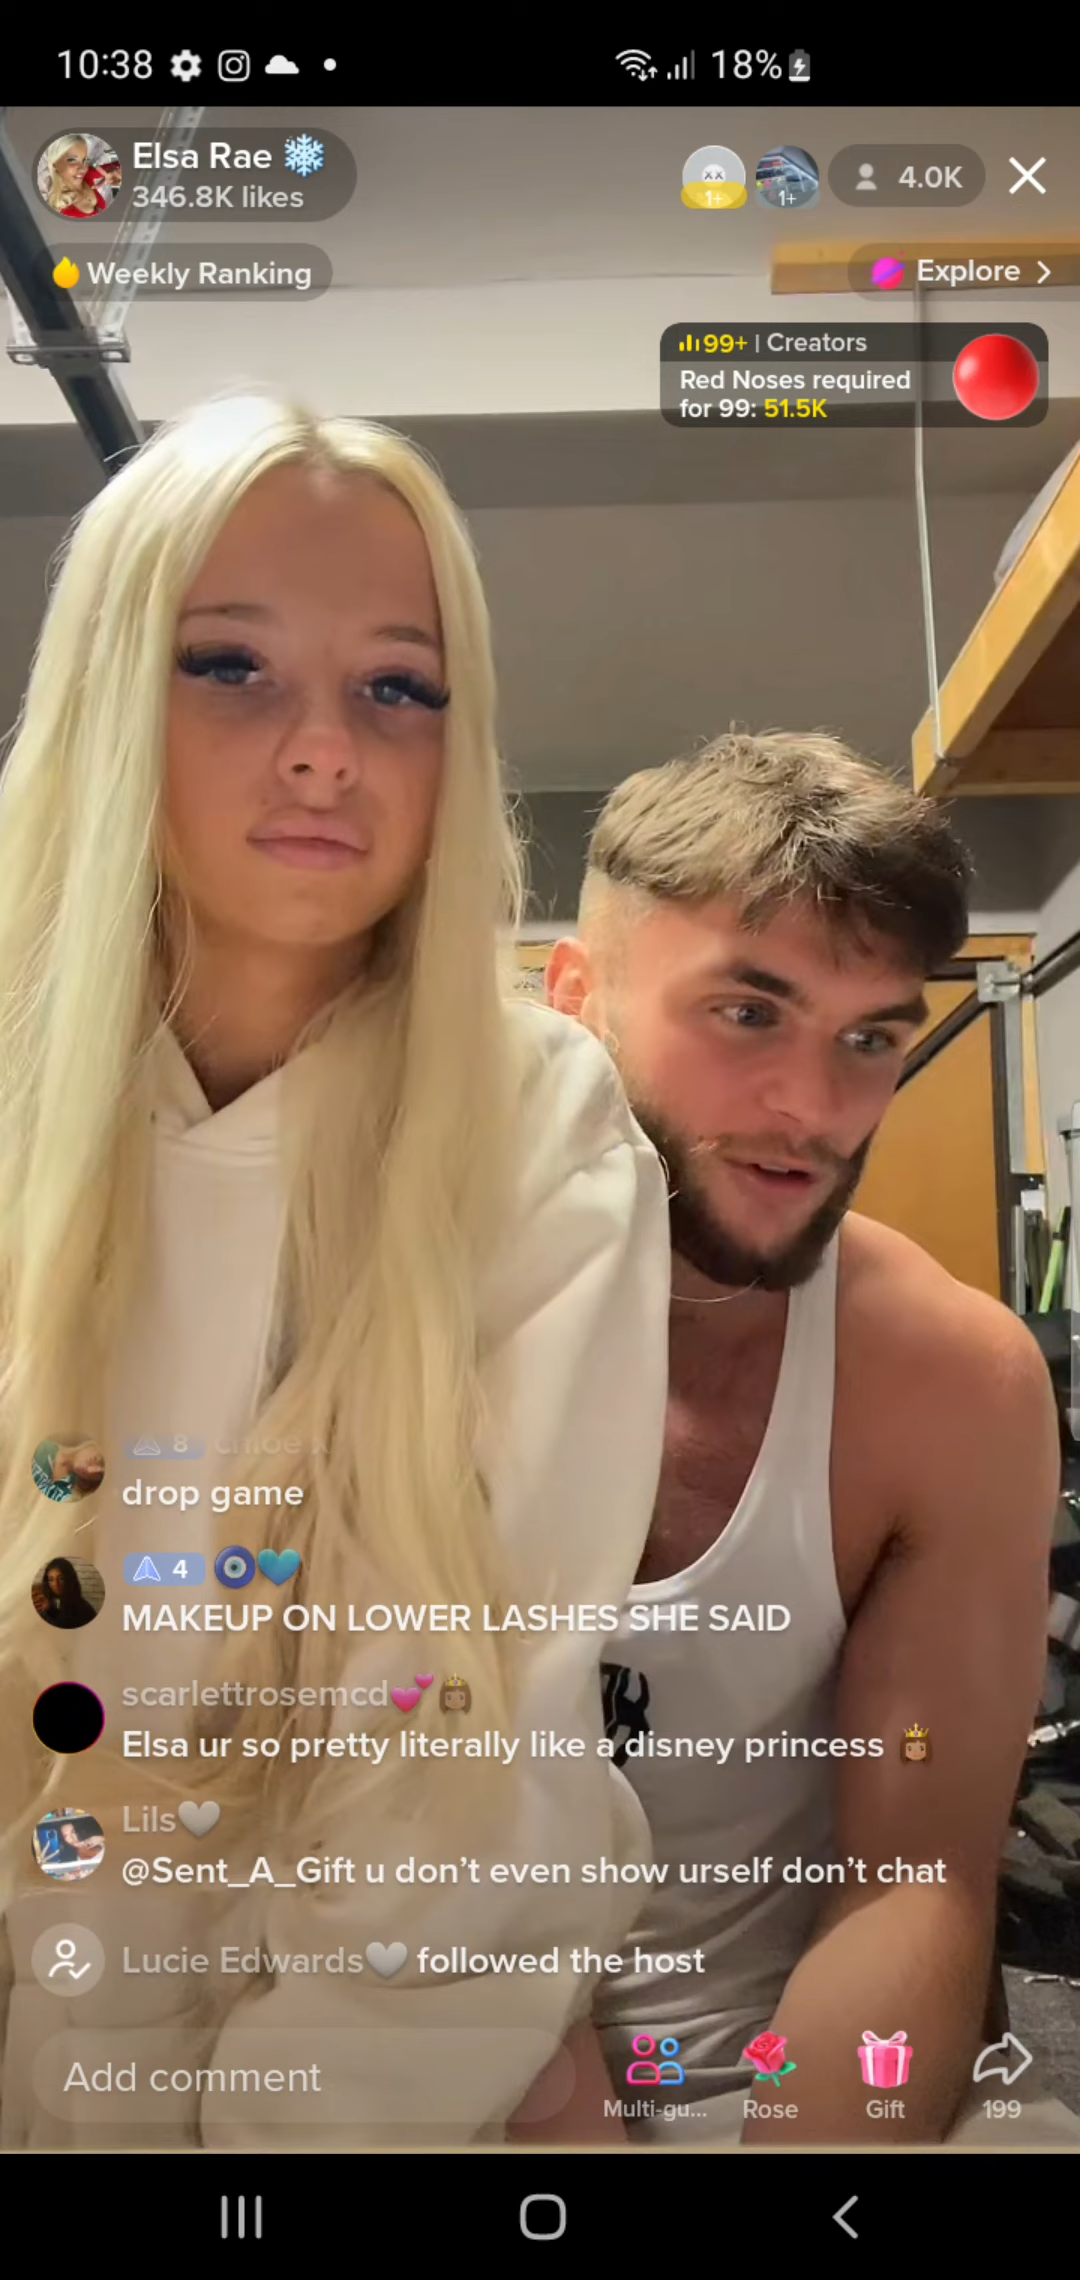 10:38
18%
Elsa Rae ❄️
346.8K likes
1+
1+
4.0K
Weekly Ranking
Explore >
99+ | Creators
Red Noses required
for 99: 51.5K
8 chloe x
drop game
4 🧿🩵
MAKEUP ON LOWER LASHES SHE SAID
scarlettrosemcd💕👸🏽
Elsa ur so pretty literally like a disney princess 👸🏽
Lils🤍
@Sent_A_Gift u don’t even show urself don’t chat
Lucie Edwards🤍 followed the host
Add comment
Multi-gu...
Rose
Gift
199